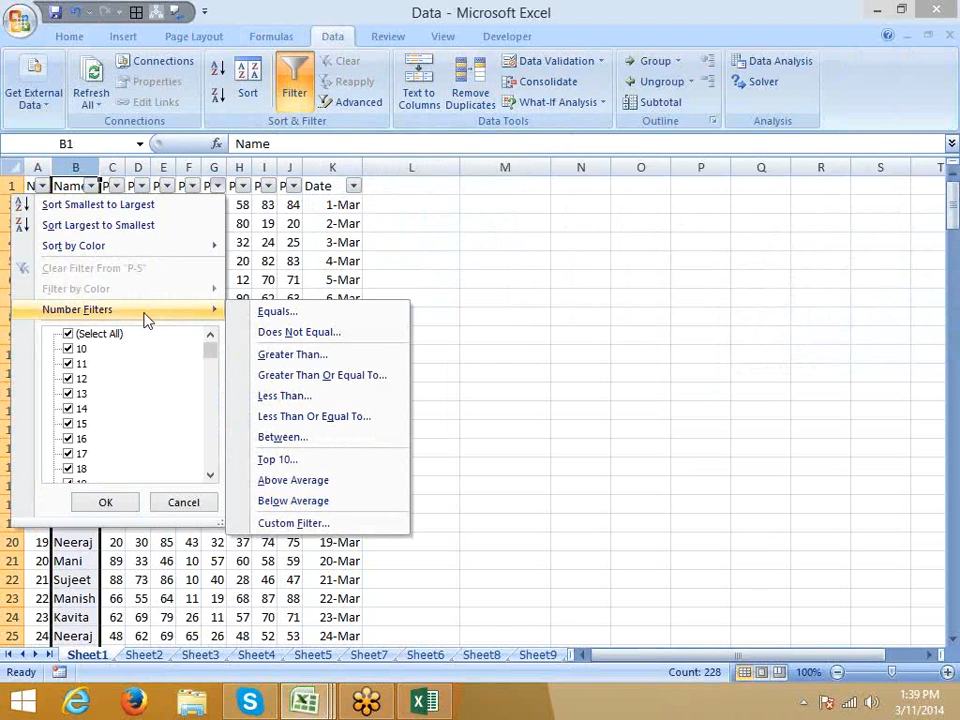 Data - Microsoft Excel
Home Insert Page Layout Formulas Data Review View Developer
Get External Data
Refresh All
Connections
Properties
Edit Links
Connections
Sort
Filter
Clear
Reapply
Advanced
Sort & Filter
Text to Columns
Remove Duplicates
Data Validation
Consolidate
What-If Analysis
Data Tools
Group
Ungroup
Subtotal
Outline
Data Analysis
Solver
Analysis
B1 fx Name
A B C D E F G H I J K L M N O P Q R S T
1 N Name P P P P P P P P Date
58 83 84 1-Mar
80 19 20 2-Mar
32 24 25 3-Mar
20 82 83 4-Mar
12 70 71 5-Mar
90 62 63 6-Mar
Sort Smallest to Largest
Sort Largest to Smallest
Sort by Color
Clear Filter From "P-S"
Filter by Color
Number Filters
(Select All)
10
11
12
13
14
15
16
17
18
OK Cancel
Equals...
Does Not Equal...
Greater Than...
Greater Than Or Equal To...
Less Than...
Less Than Or Equal To...
Between...
Top 10...
Above Average
Below Average
Custom Filter...
20 19 Neeraj 20 30 85 43 32 37 74 75 19-Mar
21 20 Mani 89 33 46 10 57 60 58 59 20-Mar
22 21 Sujeet 88 73 86 10 40 28 46 47 21-Mar
23 22 Manish 66 55 64 11 19 68 87 88 22-Mar
24 23 Kavita 62 69 79 26 11 57 70 71 23-Mar
25 24 Neeraj 48 62 69 65 26 48 52 53 24-Mar
Sheet1 Sheet2 Sheet3 Sheet4 Sheet5 Sheet7 Sheet6 Sheet8 Sheet9
Ready Count: 228 100%
1:39 PM
3/11/2014